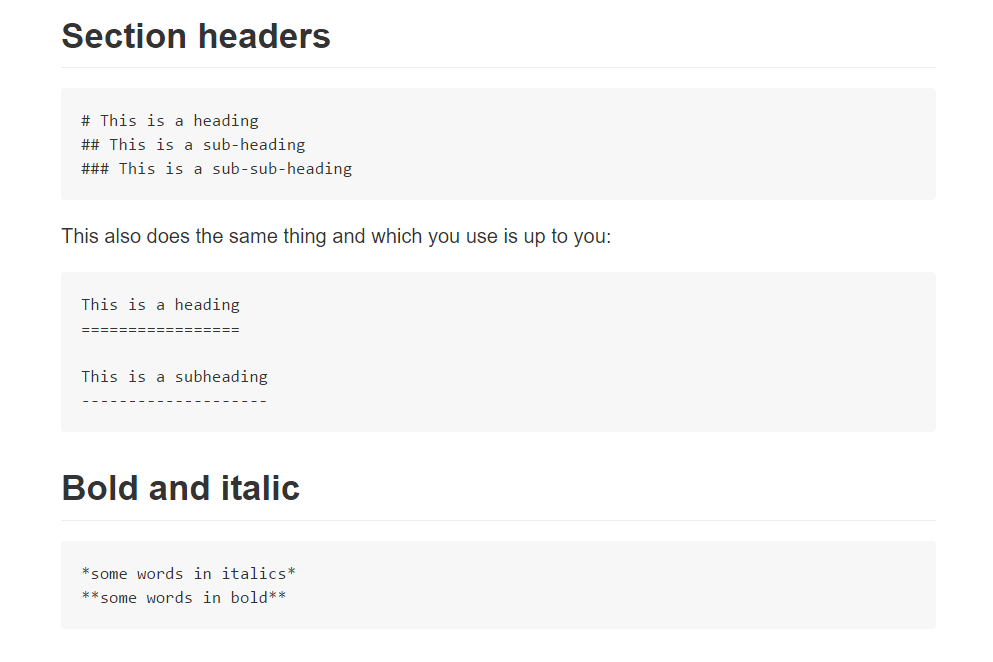 Section headers
# This is a heading
## This is a sub-heading
### This is a sub-sub-heading
This also does the same thing and which you use is up to you:
This is a heading
=================
This is a subheading
--------------------
Bold and italic
*some words in italics*
**some words in bold**